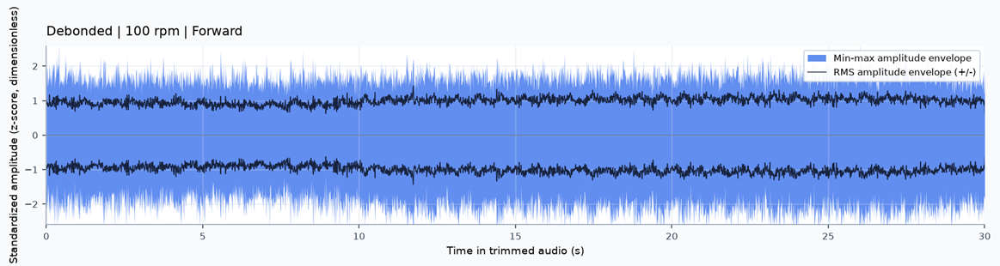 Debonded | 100 rpm | Forward
Standardized amplitude (z-score, dimensionless)
2
1
0
−1
−2
Min-max amplitude envelope
RMS amplitude envelope (+/-)
0 5 10 15 20 25 30
Time in trimmed audio (s)